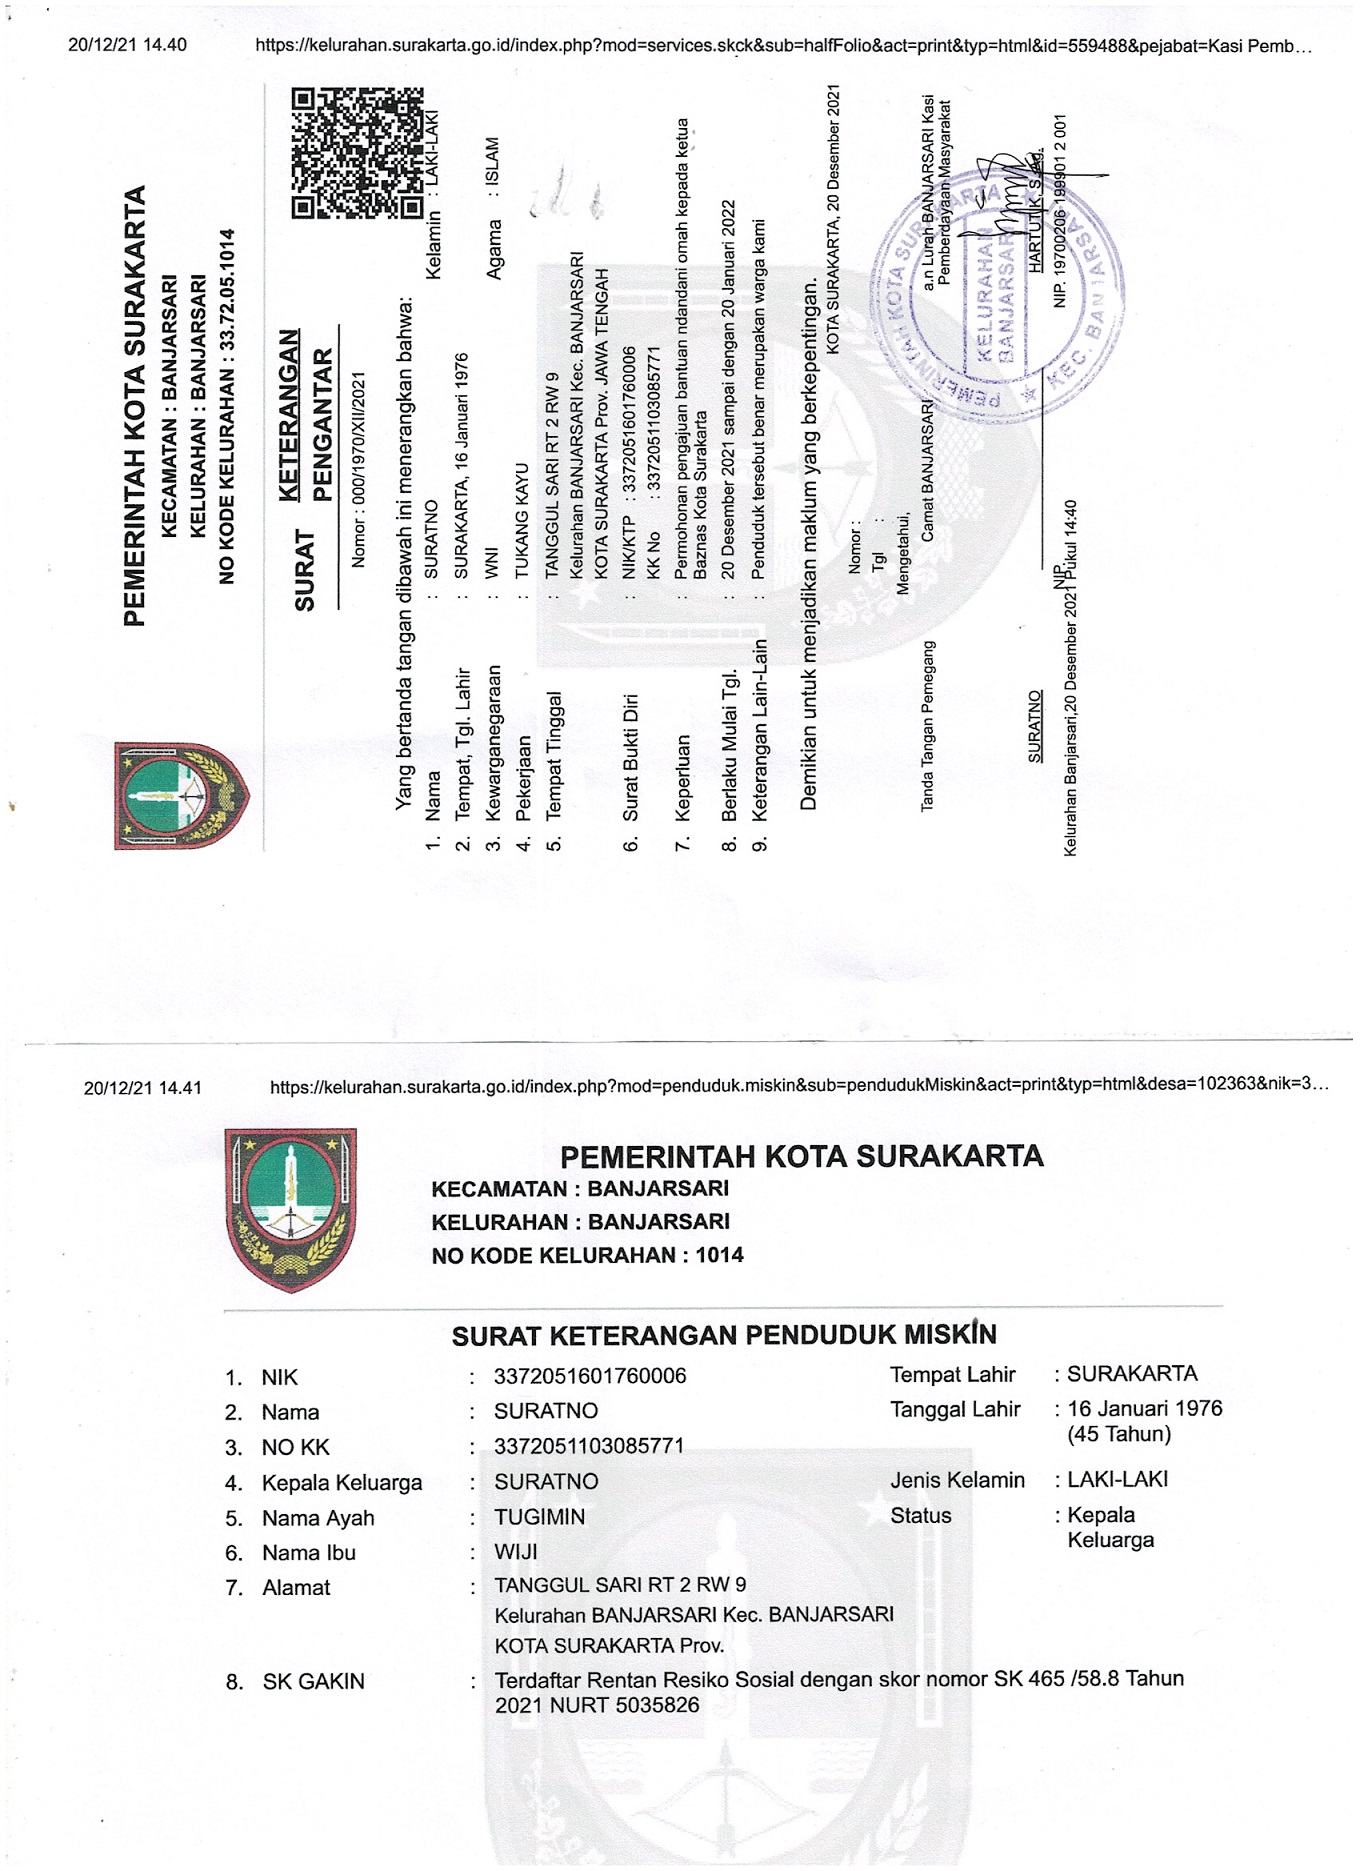 20/12/21 14.40
https://kelurahan.surakarta.go.id/index.php?mod=services.skck&sub=halfFolio&act=print&typ=html&id=559488&pejabat=Kasi Pemb...
PEMERINTAH KOTA SURAKARTA
KECAMATAN : BANJARSARI
KELURAHAN : BANJARSARI
NO KODE KELURAHAN : 33.72.05.1014
SURAT KETERANGAN
PENGANTAR
Nomor : 000/1970/XII/2021
Yang bertanda tangan dibawah ini menerangkan bahwa:
1. Nama : SURATNO Kelamin : LAKI-LAKI
2. Tempat, Tgl. Lahir : SURAKARTA, 16 Januari 1976
3. Kewarganegaraan : WNI Agama : ISLAM
4. Pekerjaan : TUKANG KAYU
5. Tempat Tinggal : TANGGUL SARI RT 2 RW 9
Kelurahan BANJARSARI Kec. BANJARSARI
KOTA SURAKARTA Prov. JAWA TENGAH
6. Surat Bukti Diri : NIK/KTP : 3372051601760006
KK No : 3372051103085771
7. Keperluan : Permohonan pengajuan bantuan ndandani omah kepada ketua
Baznas Kota Surakarta
8. Berlaku Mulai Tgl. : 20 Desember 2021 sampai dengan 20 Januari 2022
9. Keterangan Lain-Lain : Penduduk tersebut benar merupakan warga kami
Demikian untuk menjadikan maklum yang berkepentingan.
KOTA SURAKARTA, 20 Desember 2021
Nomor :
Tgl :
Mengetahui,
Tanda Tangan Pemegang
Camat BANJARSARI
a.n Lurah BANJARSARI Kasi
Pemberdayaan Masyarakat
PEMERINTAH KOTA SURAKARTA
KELURAHAN
BANJARSARI
KEC. BANJARSARI
SURATNO
HARTUTIK, S.Ag.
NIP.
NIP. 19700206 199901 2 001
Kelurahan Banjarsari,20 Desember 2021 Pukul 14:40
20/12/21 14.41
https://kelurahan.surakarta.go.id/index.php?mod=penduduk.miskin&sub=pendudukMiskin&act=print&typ=html&desa=102363&nik=3...
PEMERINTAH KOTA SURAKARTA
KECAMATAN : BANJARSARI
KELURAHAN : BANJARSARI
NO KODE KELURAHAN : 1014
SURAT KETERANGAN PENDUDUK MISKIN
1. NIK : 3372051601760006 Tempat Lahir : SURAKARTA
2. Nama : SURATNO Tanggal Lahir : 16 Januari 1976
(45 Tahun)
3. NO KK : 3372051103085771
4. Kepala Keluarga : SURATNO Jenis Kelamin : LAKI-LAKI
5. Nama Ayah : TUGIMIN Status : Kepala
Keluarga
6. Nama Ibu : WIJI
7. Alamat : TANGGUL SARI RT 2 RW 9
Kelurahan BANJARSARI Kec. BANJARSARI
KOTA SURAKARTA Prov.
8. SK GAKIN : Terdaftar Rentan Resiko Sosial dengan skor nomor SK 465 /58.8 Tahun
2021 NURT 5035826